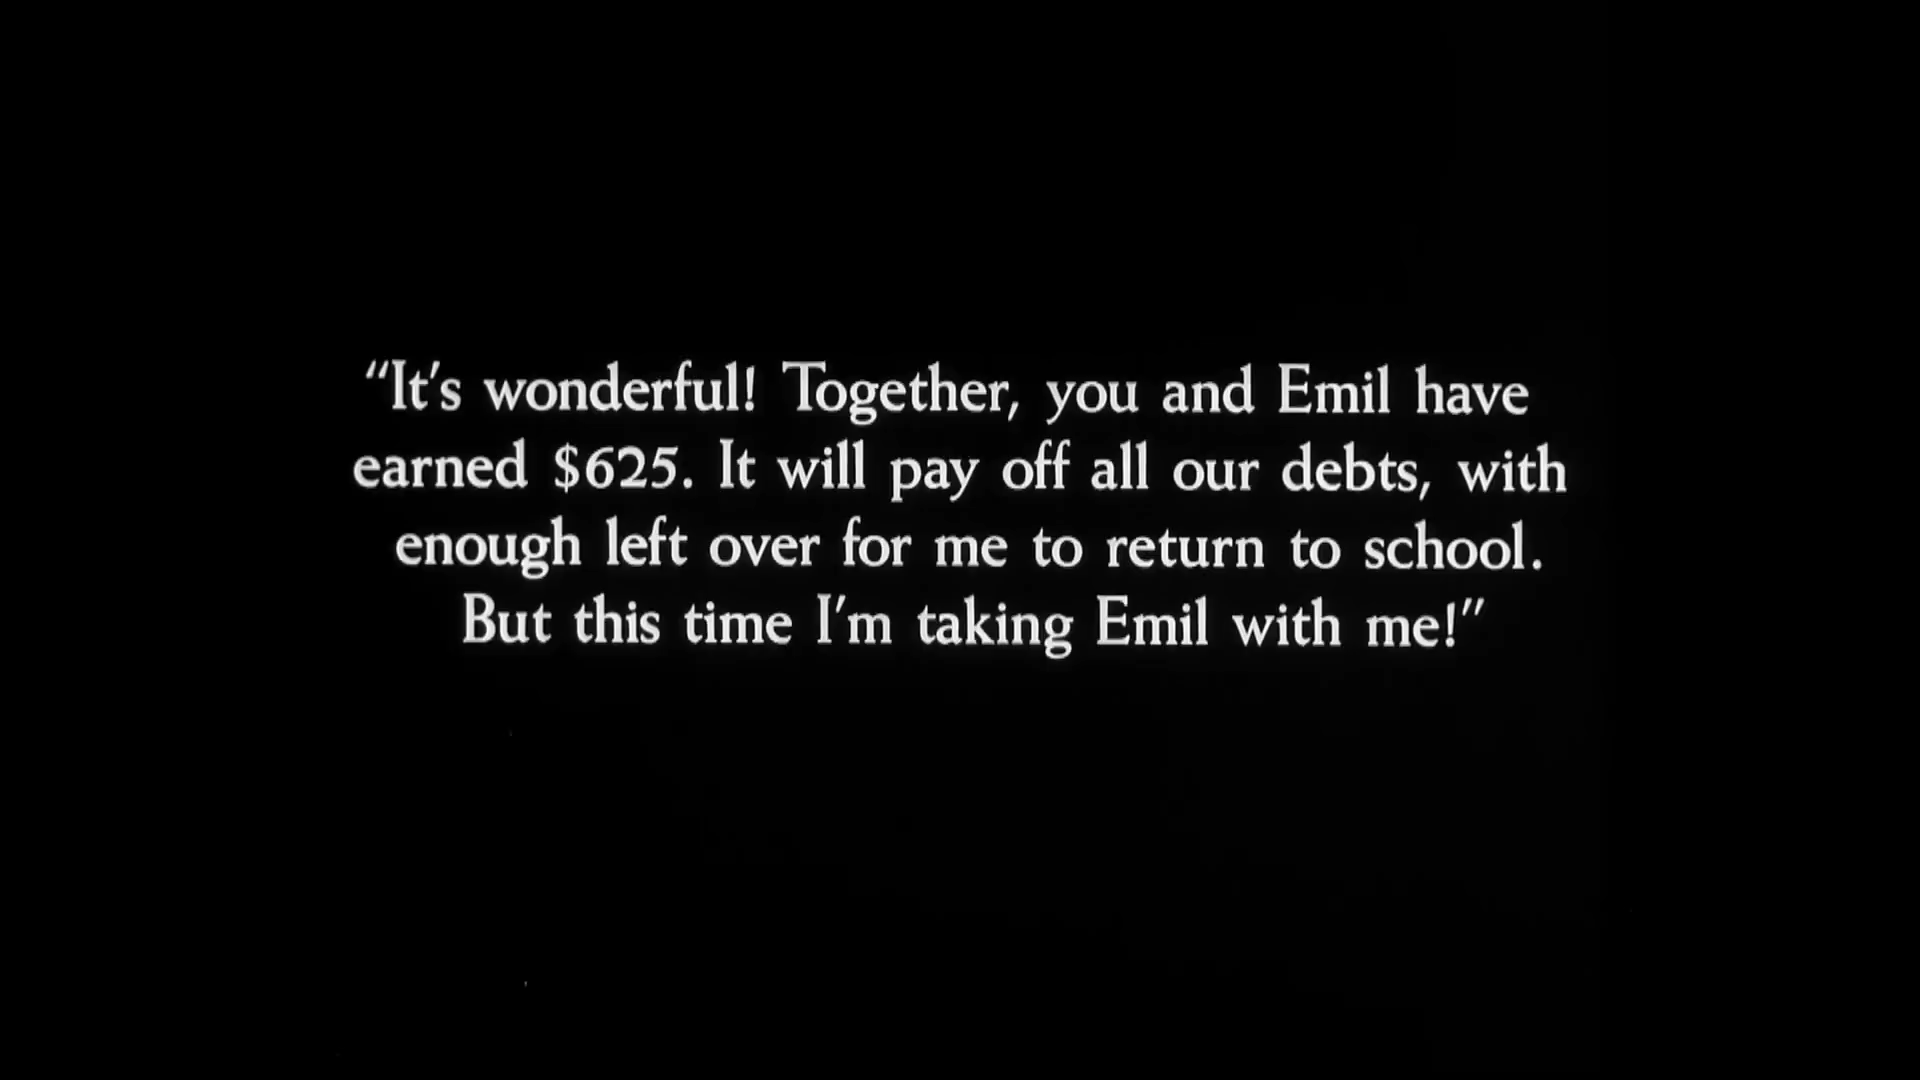 “It's wonderful! Together, you and Emil have
earned $625. It will pay off all our debts, with
enough left over for me to return to school.
But this time I'm taking Emil with me!”